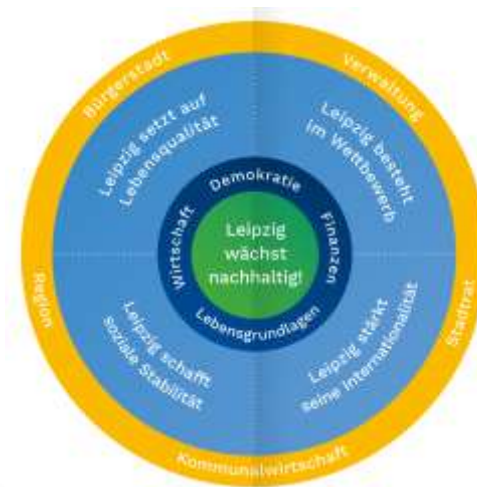 Bürgerstadt
Verwaltung
Leipzig setzt auf
Lebensqualität
Leipzig besteht
im Wettbewerb
Demokratie
Wirtschaft
Finanzen
Leipzig
wächst
nachhaltig!
Lebensgrundlagen
Region
Stadtrat
Leipzig schafft
soziale Stabilität
Leipzig stärkt
seine Internationalität
Kommunalwirtschaft